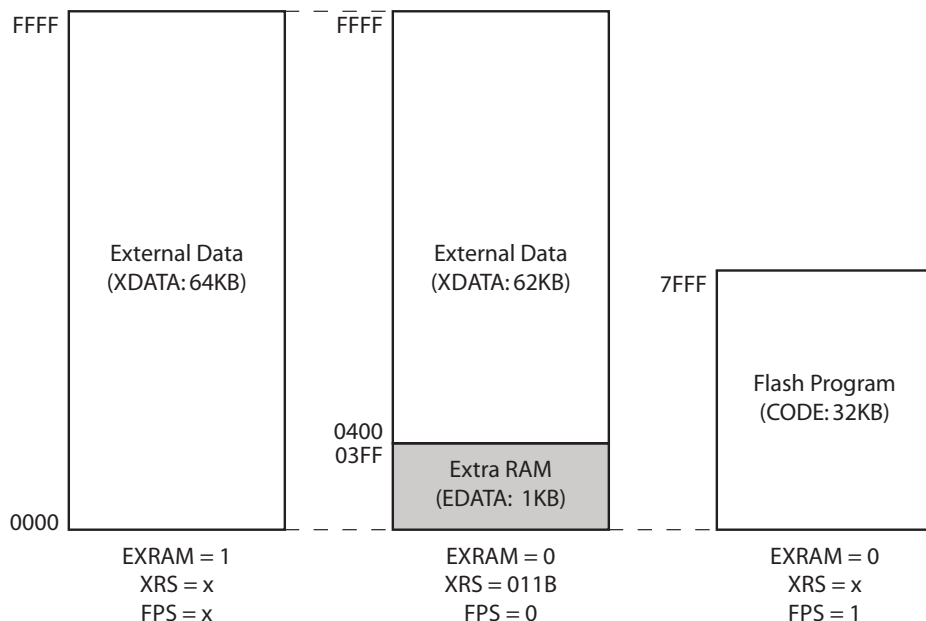 FFFF
External Data
(XDATA: 64KB)
0000
EXRAM = 1
XRS = x
FPS = x
FFFF
External Data
(XDATA: 62KB)
0400
03FF
Extra RAM
(EDATA: 1KB)
EXRAM = 0
XRS = 011B
FPS = 0
7FFF
Flash Program
(CODE: 32KB)
EXRAM = 0
XRS = x
FPS = 1